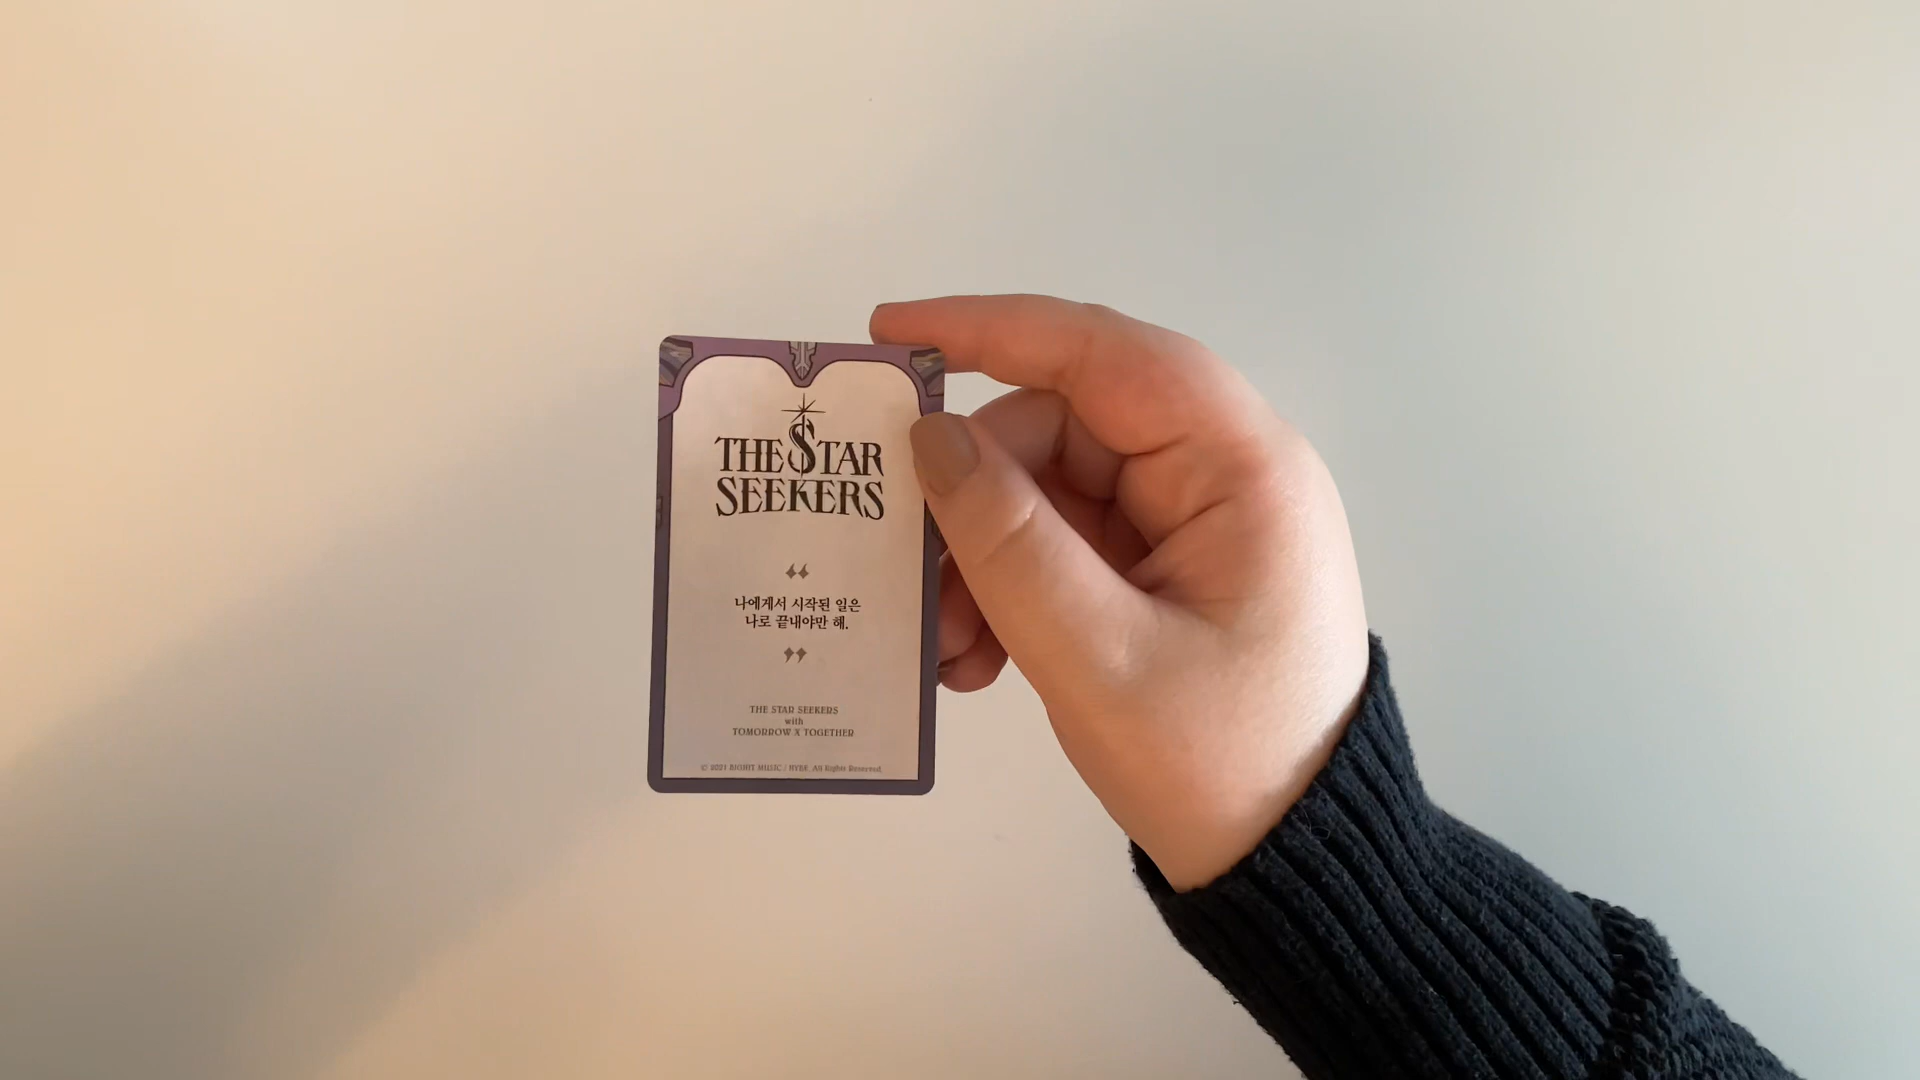 THE STAR
SEEKERS
“
나에게서 시작된 일은
나로 끝내야만 해.
”
THE STAR SEEKERS
with
TOMORROW X TOGETHER
© 2021 BIGHIT MUSIC / HYBE. All Rights Reserved.